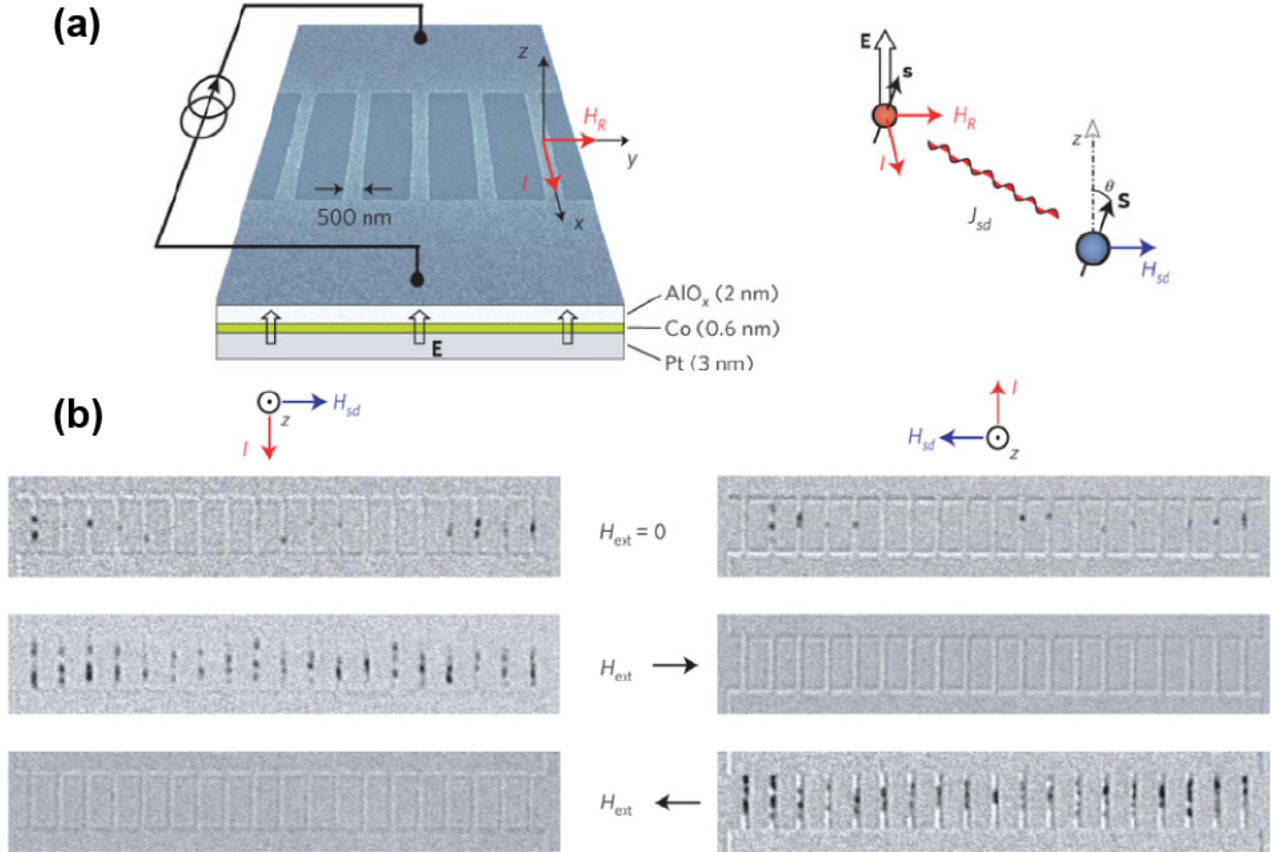 (a)
z
H_R
y
I
x
500 nm
AlO_x (2 nm)
Co (0.6 nm)
Pt (3 nm)
E
E
s
H_R
I
J_sd
z
θ
S
H_sd
(b)
H_sd
z
I
I
H_sd
z
H_ext = 0
H_ext
H_ext